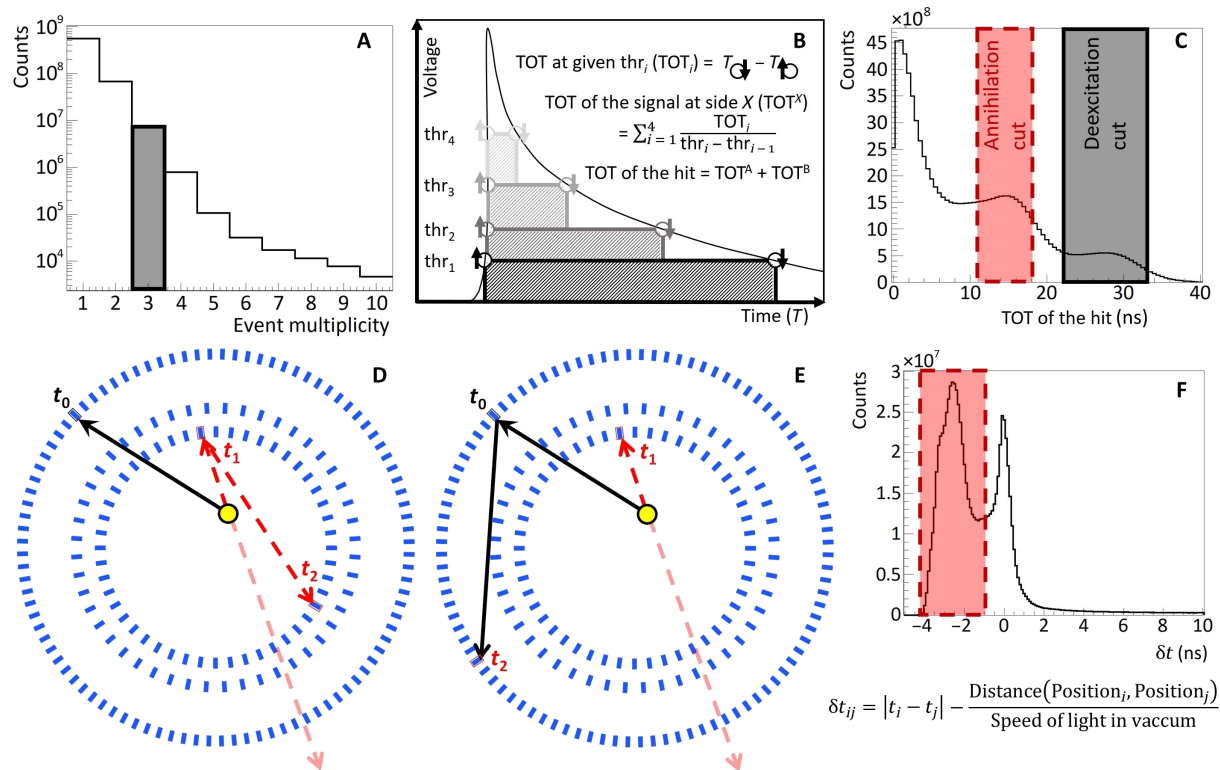 A
Counts
10^9
10^8
10^7
10^6
10^5
10^4
1 2 3 4 5 6 7 8 9 10
Event multiplicity
B
Voltage
TOT at given thr_i (TOT_i) = T − T
TOT of the signal at side X (TOT^X)
= ∑_{i = 1}^{4} TOT_i / (thr_i − thr_{i−1})
TOT of the hit = TOT^A + TOT^B
thr_4
thr_3
thr_2
thr_1
Time (T)
C
×10^8
Counts
45
40
35
30
25
20
15
10
5
0
Annihilation cut
Deexcitation cut
0 10 20 30 40
TOT of the hit (ns)
D
t_0
t_1
t_2
E
t_0
t_1
t_2
F
×10^7
Counts
3
2.5
2
1.5
1
0.5
0
−4 −2 0 2 4 6 8 10
δt (ns)
δt_{ij} = |t_i − t_j| − Distance(Position_i, Position_j) / Speed of light in vaccum